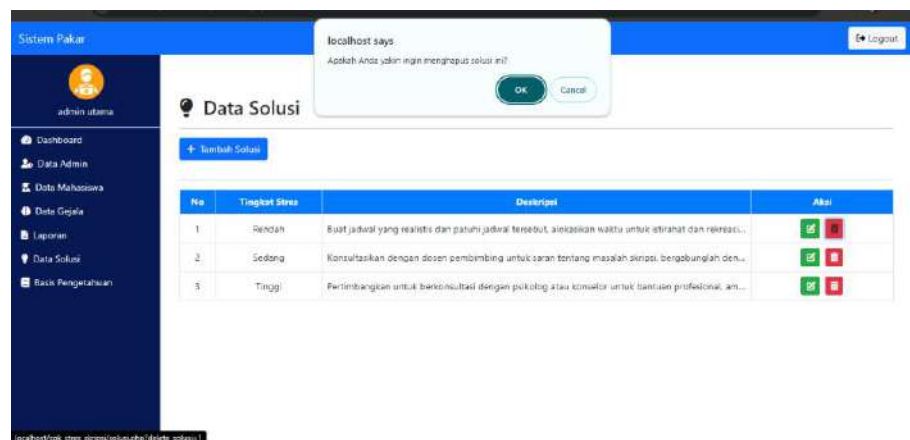 Sistem Pakar
localhost says
Apakah Anda yakin ingin menghapus solusi ini?
OK
Cancel
Logout
admin utama
Data Solusi
Dashboard
Data Admin
Data Mahasiswa
Data Gejala
Laporan
Data Solusi
Basis Pengetahuan
+ Tambah Solusi
No Tingkat Stres Deskripsi Aksi
1 Rendah Buat jadwal yang realistis dan patuhi jadwal tersebut, alokasikan waktu untuk istirahat dan rekreasi...
2 Sedang Konsultasikan dengan dosen pembimbing untuk saran tentang masalah skripsi, bergabunglah den...
3 Tinggi Pertimbangkan untuk berkonsultasi dengan psikolog atau konselor untuk bantuan profesional, am...